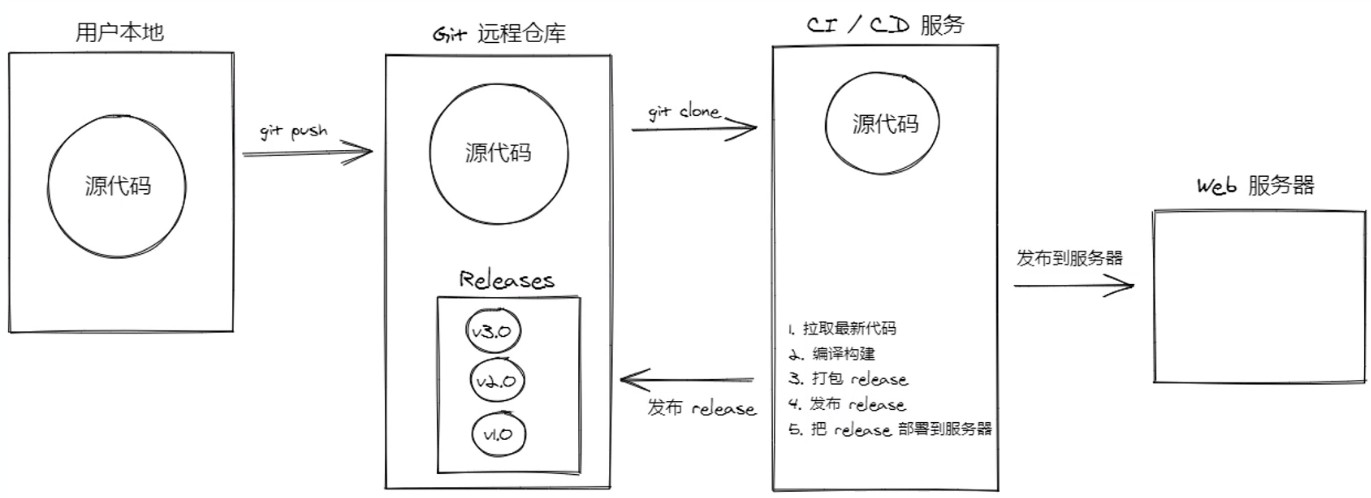 用户本地
源代码
git push
Git 远程仓库
源代码
Releases
v3.0
v2.0
v1.0
git clone
发布 release
CI / CD 服务
源代码
1. 拉取最新代码
2. 编译构建
3. 打包 release
4. 发布 release
5. 把 release 部署到服务器
发布到服务器
Web 服务器